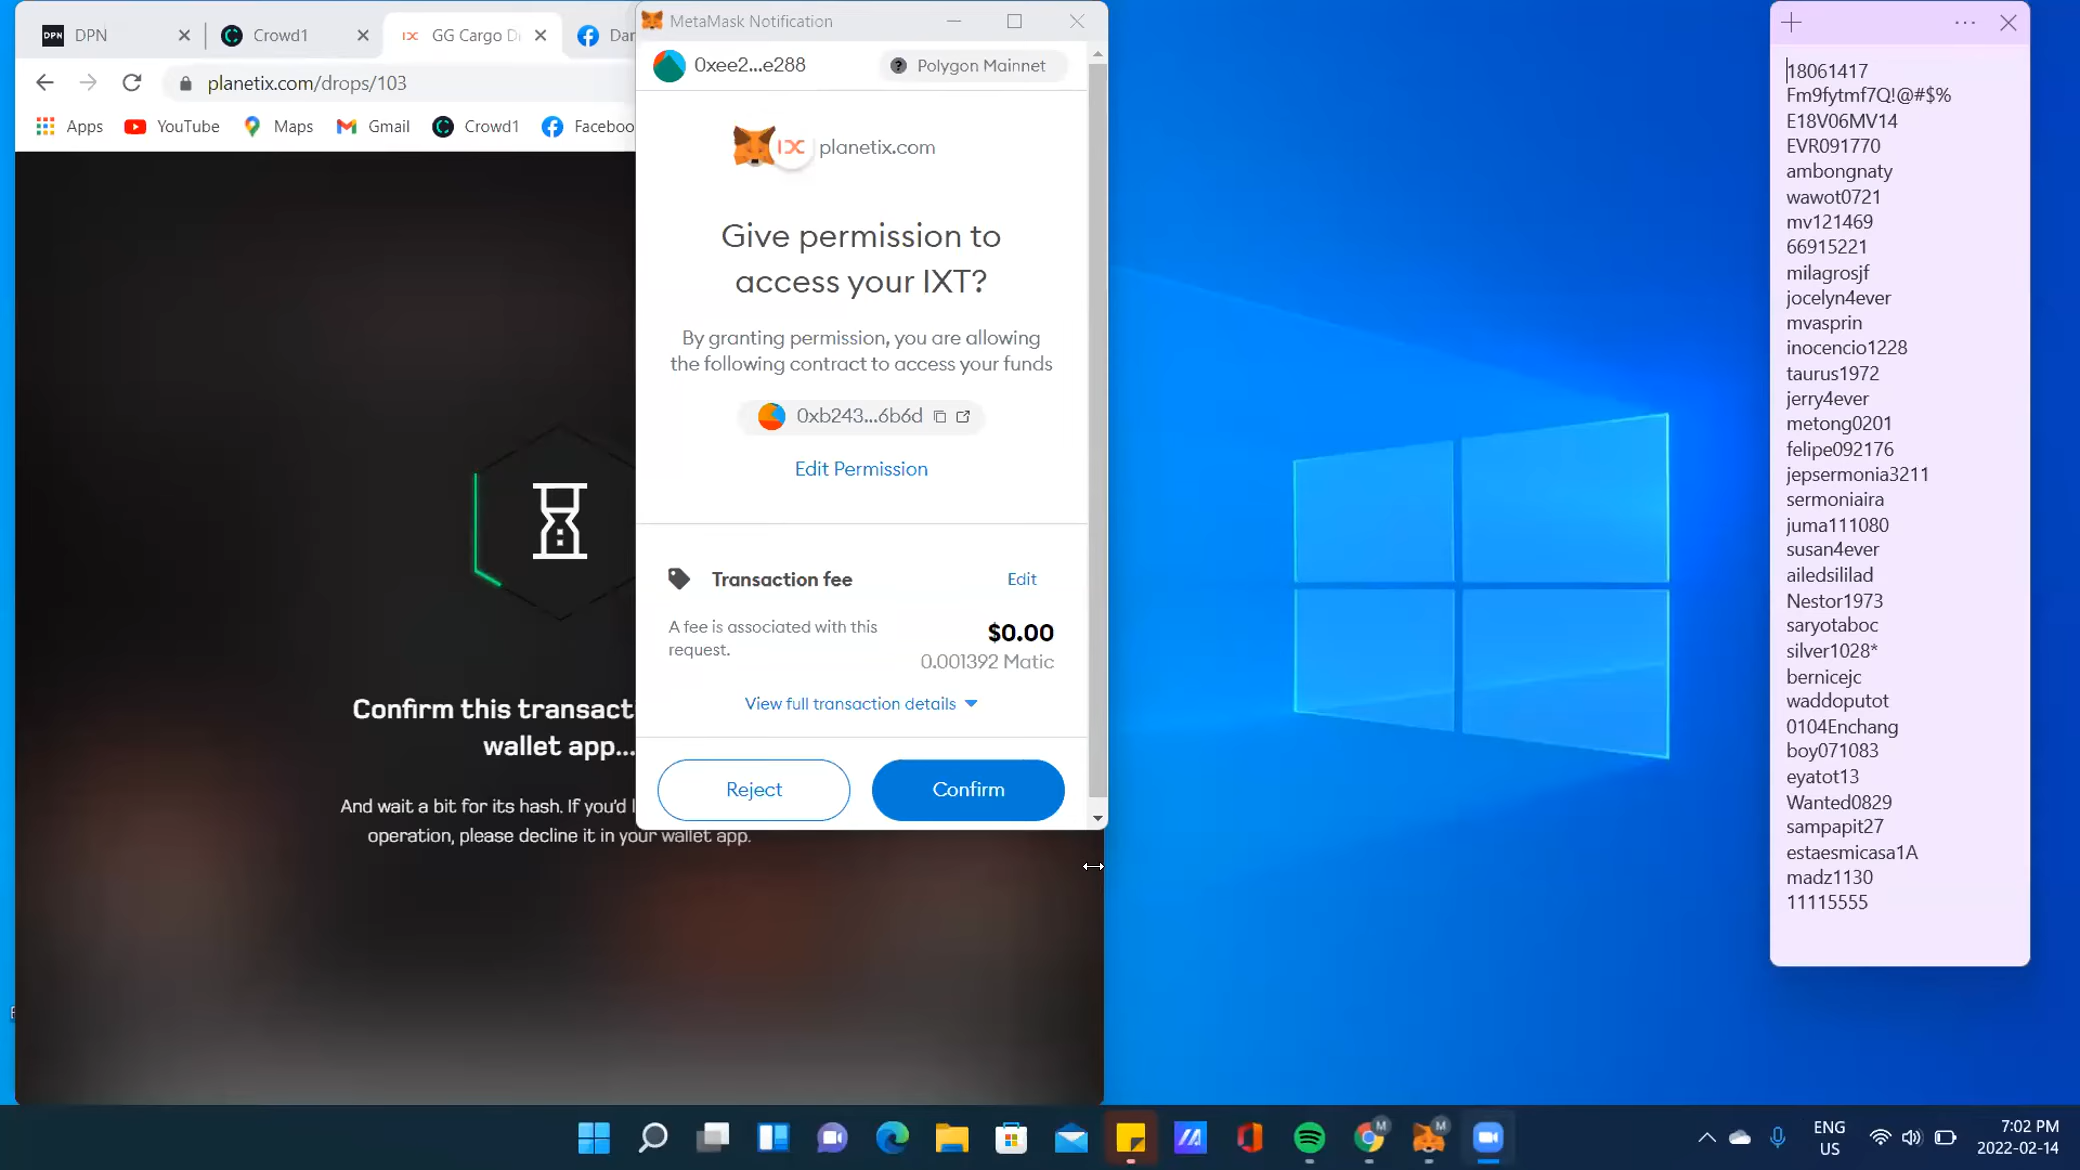 DPN
Crowd1
GG Cargo D
planetix.com/drops/103
Apps
YouTube
Maps
Gmail
Crowd1
Confirm this
wallet app...
And wait a bit for its hash. If you'd
operation, please decline it in your wallet app.
MetaMask Notification
0xee2...e288
Polygon Mainnet
planetix.com
Give permission to
access your IXT?
By granting permission, you are allowing
the following contract to access your funds
0xb243...6b6d
Edit Permission
Transaction fee
Edit
A fee is associated with this
request.
$0.00
0.001392 Matic
View full transaction details
Reject
Confirm
18061417
Fm9fytmf7Q!@#$%
E18V06MV14
EVR091770
ambongnaty
wawot0721
mv121469
66915221
milagrosjf
jocelyn4ever
mvasprin
inocencio1228
taurus1972
jerry4ever
metong0201
felipe092176
jepsermonia3211
sermoniaira
juma111080
susan4ever
ailedsililad
Nestor1973
saryotaboc
silver1028*
bernicejc
waddoputot
0104Enchang
boy071083
eyatot13
Wanted0829
sampapit27
estaesmicasa1A
madz1130
11115555
ENG
US
7:02 PM
2022-02-14